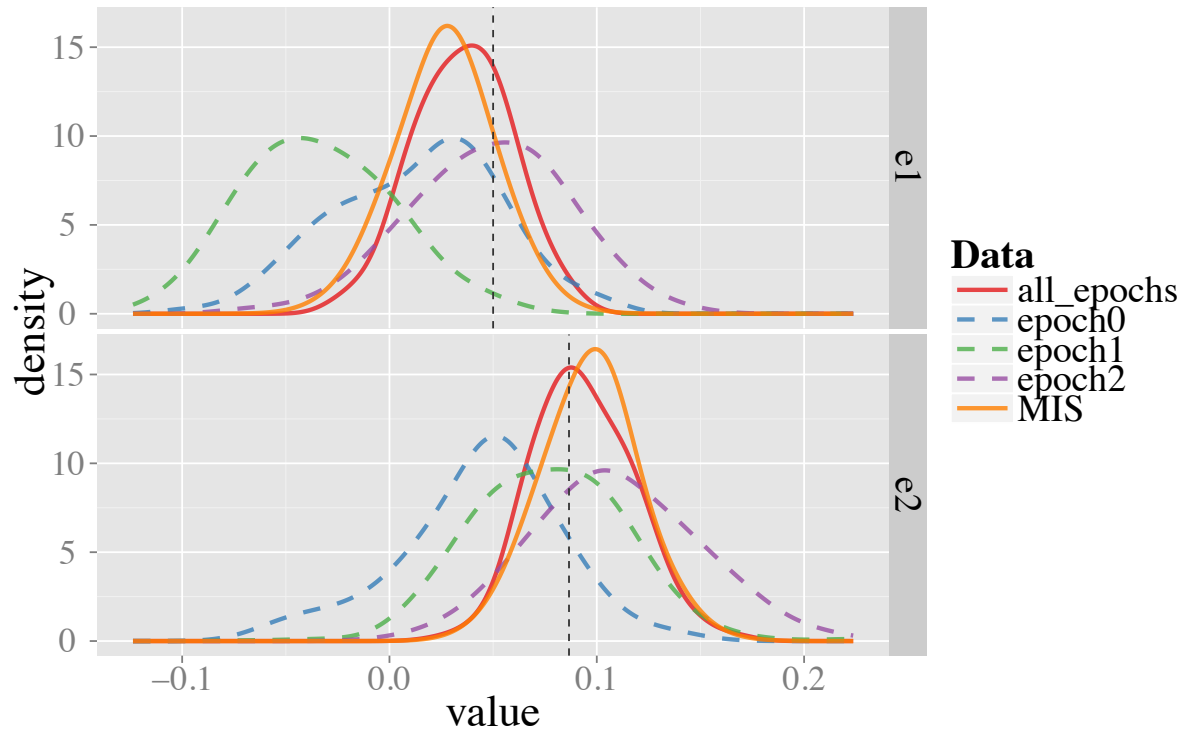 15
10
5
0
e1
density
15
10
5
0
e2
−0.1
0.0
0.1
0.2
value
Data
all_epochs
epoch0
epoch1
epoch2
MIS